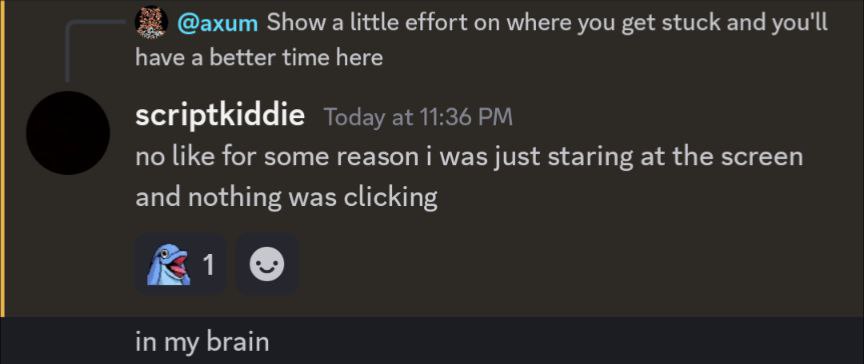 @axum Show a little effort on where you get stuck and you'll
have a better time here
scriptkiddie Today at 11:36 PM
no like for some reason i was just staring at the screen
and nothing was clicking
1
in my brain